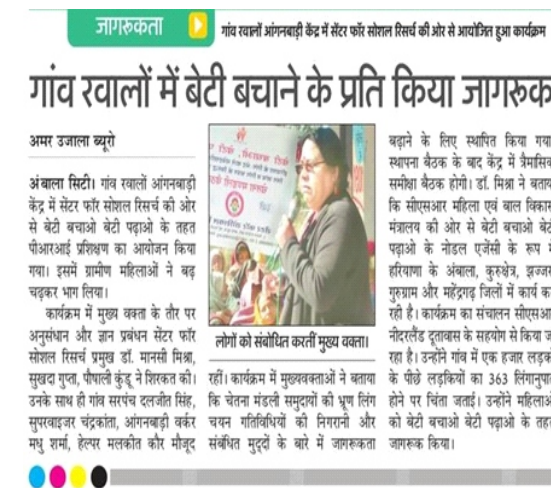 जागरूकता
गांव रवालों आंगनबाड़ी केंद्र में सेंटर फॉर सोशल रिसर्च की ओर से आयोजित हुआ कार्यक्रम
गांव रवालों में बेटी बचाने के प्रति किया जागरूक
अमर उजाला ब्यूरो
अंबाला सिटी। गांव रवालों आंगनबाड़ी
केंद्र में सेंटर फॉर सोशल रिसर्च की ओर
से बेटी बचाओ बेटी पढ़ाओ के तहत
पीआरआई प्रशिक्षण का आयोजन किया
गया। इसमें ग्रामीण महिलाओं ने बढ़
चढ़कर भाग लिया।
कार्यक्रम में मुख्य वक्ता के तौर पर
अनुसंधान और ज्ञान प्रबंधन सेंटर फॉर
सोशल रिसर्च प्रमुख डॉ. मानसी मिश्रा,
सुखदा गुप्ता, पौषाली कुंडू ने शिरकत की।
उनके साथ ही गांव सरपंच दलजीत सिंह,
सुपरवाइजर चंद्रकांता, आंगनबाड़ी वर्कर
मधु शर्मा, हेल्पर मलकीत कौर मौजूद
लोगों को संबोधित करतीं मुख्य वक्ता।
रहीं। कार्यक्रम में मुख्यवक्ताओं ने बताया
कि चेतना मंडली समुदायों की भ्रूण लिंग
चयन गतिविधियों की निगरानी और
संबंधित मुद्दों के बारे में जागरूकता
बढ़ाने के लिए स्थापित किया गया
स्थापना बैठक के बाद केंद्र में त्रैमासिक
समीक्षा बैठक होगी। डॉ. मिश्रा ने बताय
कि सीएसआर महिला एवं बाल विकास
मंत्रालय की ओर से बेटी बचाओ बेटी
पढ़ाओ के नोडल एजेंसी के रूप में
हरियाणा के अंबाला, कुरुक्षेत्र, झज्जर
गुरुग्राम और महेंद्रगढ़ जिलों में कार्य क
रही है। कार्यक्रम का संचालन सीएसआ
नीदरलैंड दूतावास के सहयोग से किया ज
रहा है। उन्होंने गांव में एक हजार लड़क
के पीछे लड़कियों का 363 लिंगानुपा
होने पर चिंता जताई। उन्होंने महिलाअ
को बेटी बचाओ बेटी पढ़ाओ के तह
जागरूक किया।